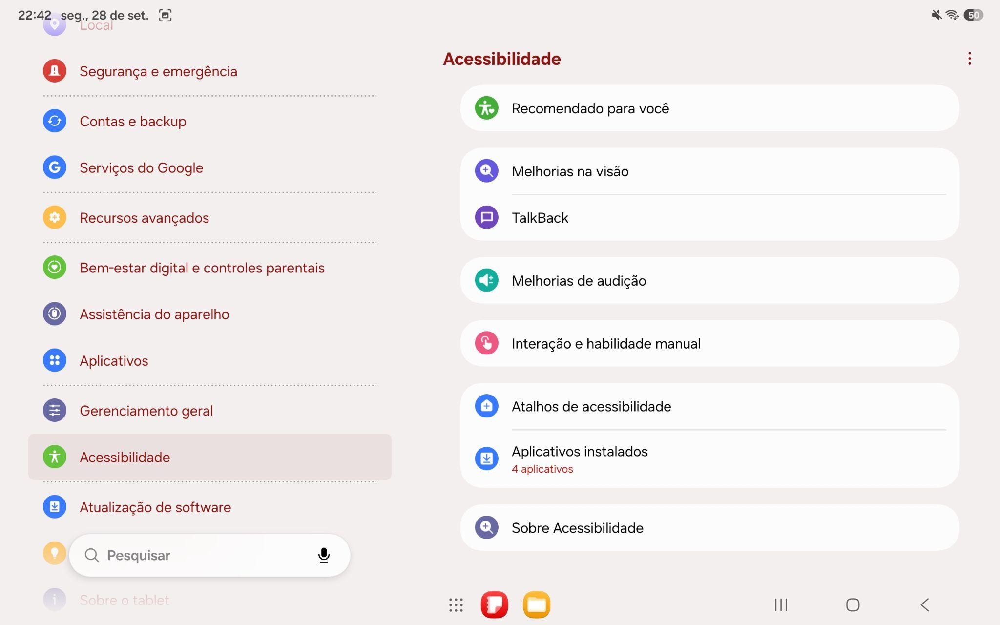 22:42 seg., 28 de set.
50
Local
Segurança e emergência
Contas e backup
Serviços do Google
Recursos avançados
Bem-estar digital e controles parentais
Assistência do aparelho
Aplicativos
Gerenciamento geral
Acessibilidade
Atualização de software
Pesquisar
Sobre o tablet
Acessibilidade
Recomendado para você
Melhorias na visão
TalkBack
Melhorias de audição
Interação e habilidade manual
Atalhos de acessibilidade
Aplicativos instalados
4 aplicativos
Sobre Acessibilidade